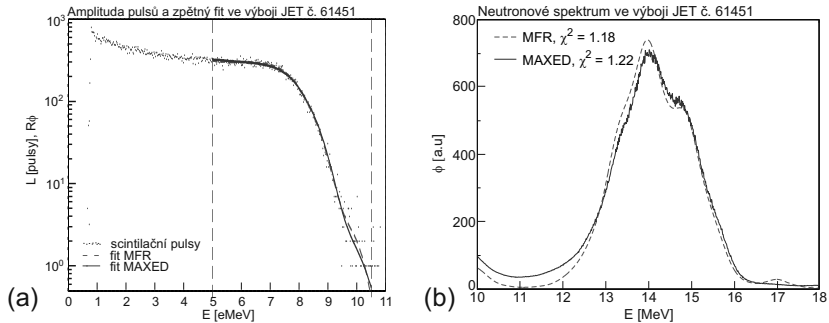 Amplituda pulsů a zpětný fit ve výboji JET č. 61451
L [pulsy], Rϕ
10³
10²
10¹
10⁰
scintilační pulsy
fit MFR
fit MAXED
0 1 2 3 4 5 6 7 8 9 10 11
E [eMeV]
(a)
Neutronové spektrum ve výboji JET č. 61451
MFR, χ² = 1.18
MAXED, χ² = 1.22
ϕ [a.u]
800
600
400
200
0
10 11 12 13 14 15 16 17 18
E [MeV]
(b)